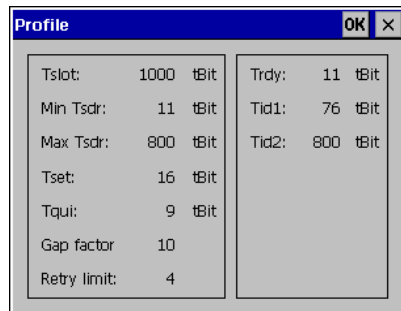 Profile OK ×
Tslot: 1000 tBit
Min Tsdr: 11 tBit
Max Tsdr: 800 tBit
Tset: 16 tBit
Tqui: 9 tBit
Gap factor 10
Retry limit: 4
Trdy: 11 tBit
Tid1: 76 tBit
Tid2: 800 tBit